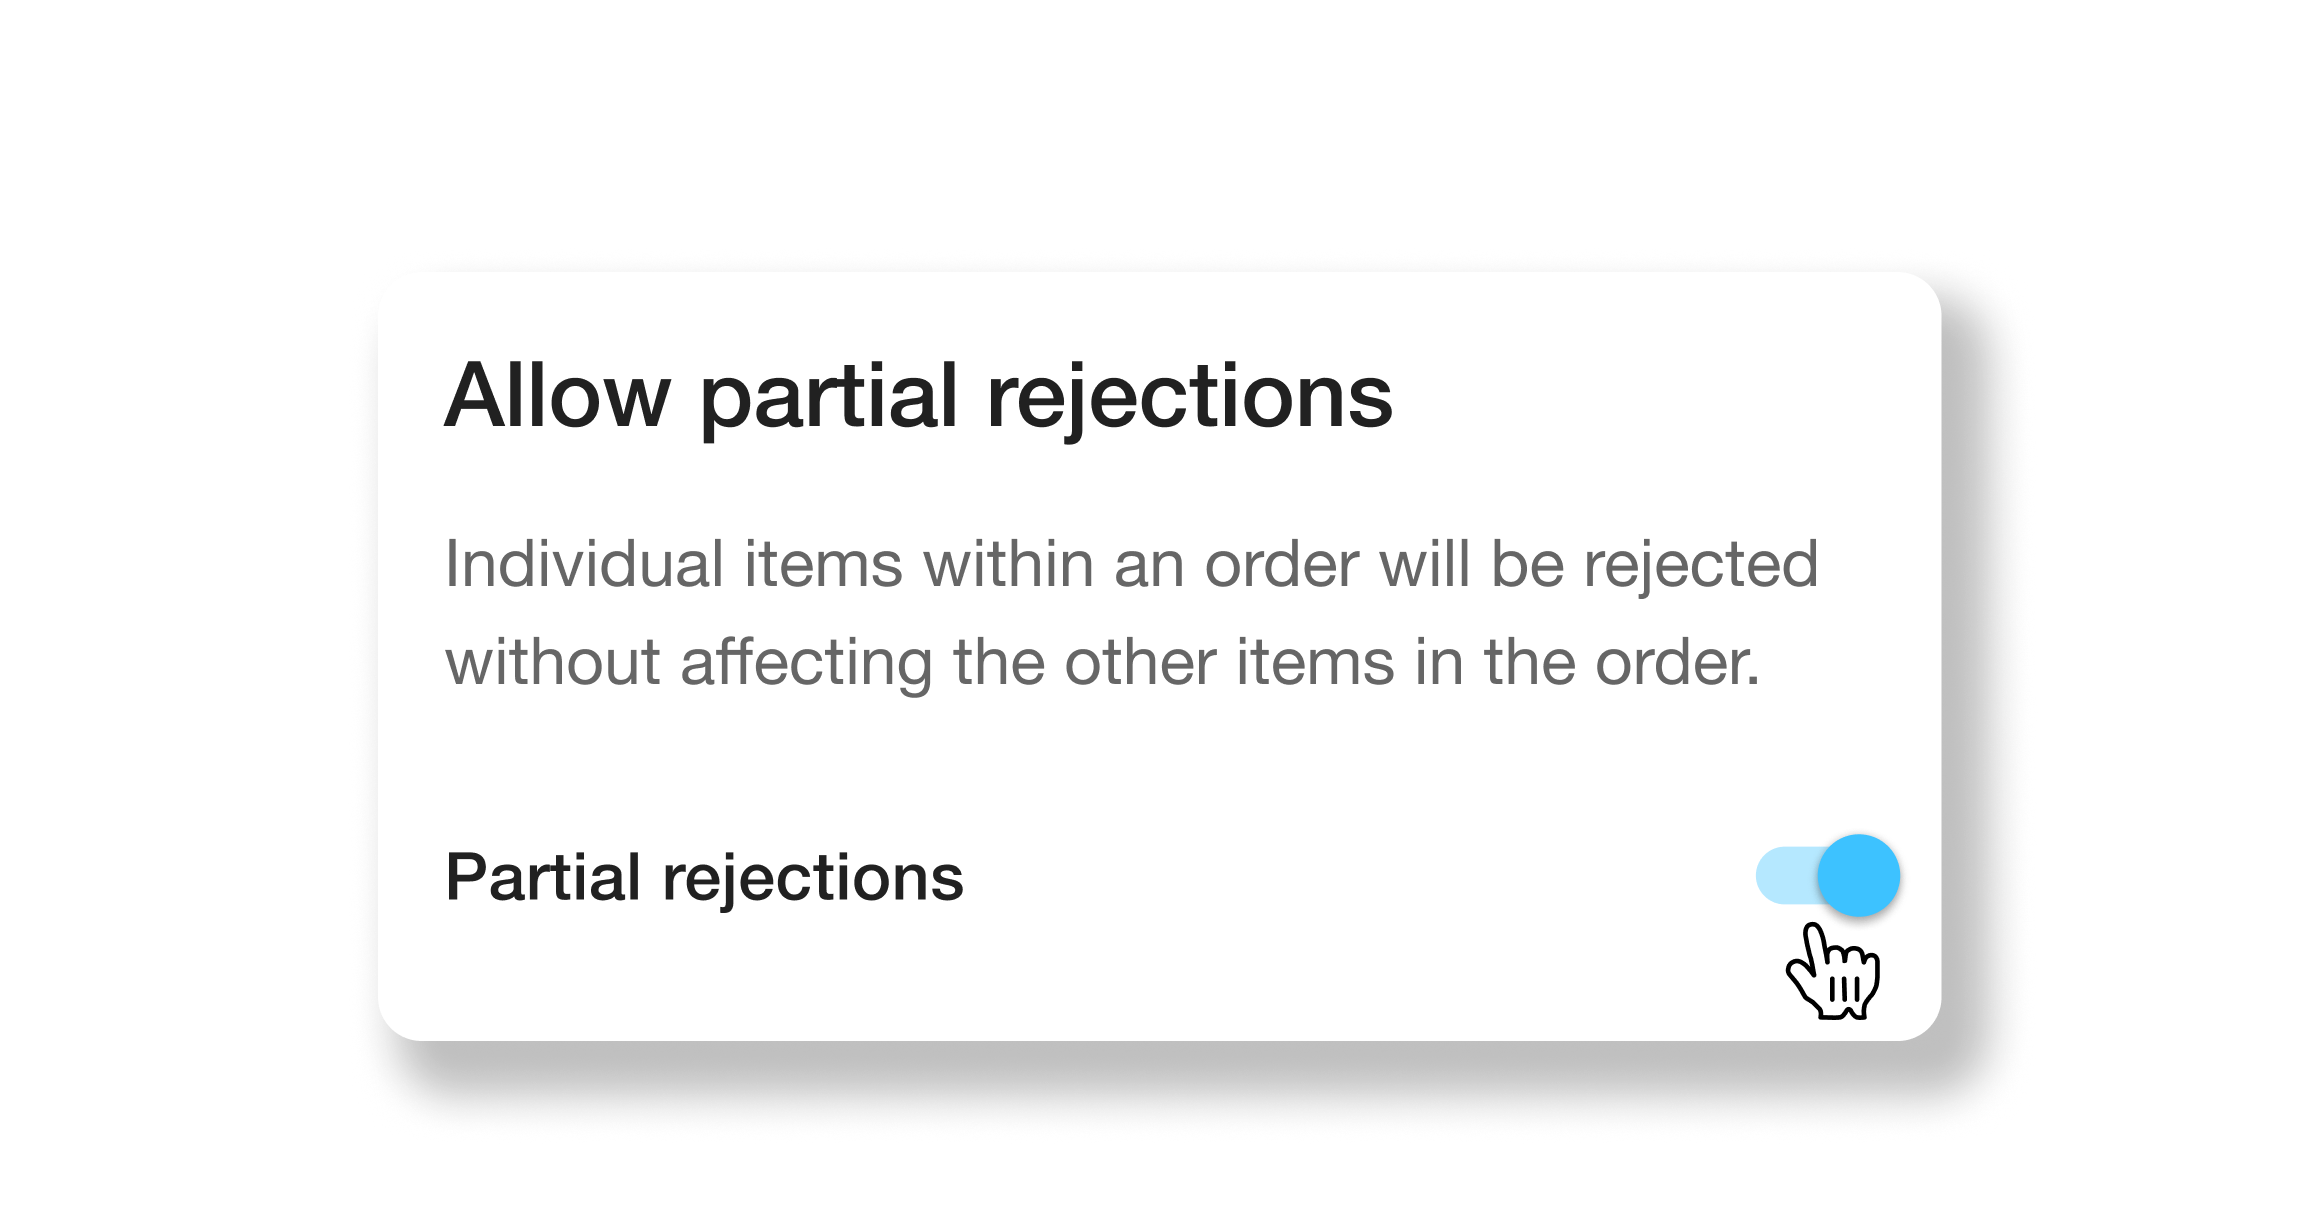 Allow partial rejections
Individual items within an order will be rejected
without affecting the other items in the order.
Partial rejections